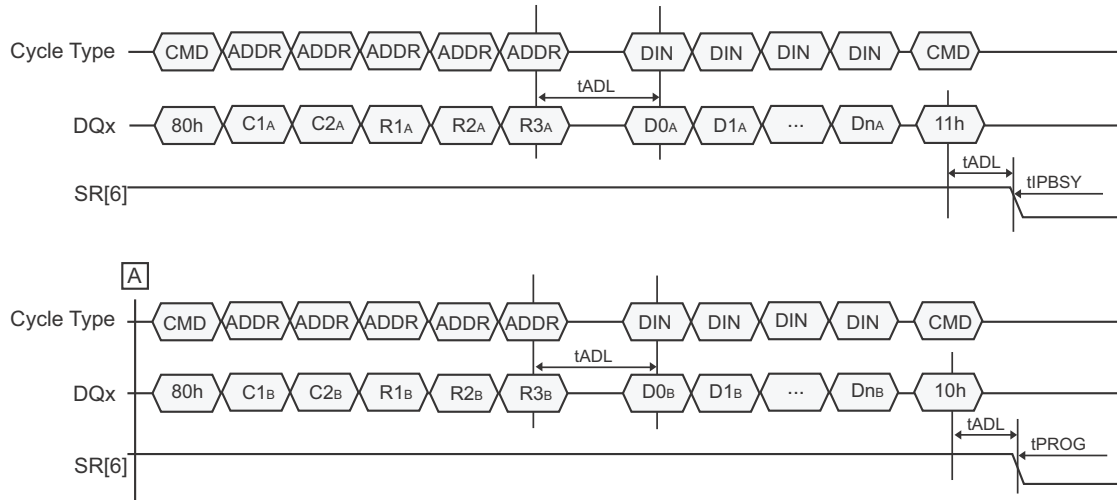 Cycle Type CMD ADDR ADDR ADDR ADDR ADDR DIN DIN DIN DIN CMD
tADL
DQx 80h C1A C2A R1A R2A R3A D0A D1A ... DnA 11h
tADL
SR[6] tIPBSY
A
Cycle Type CMD ADDR ADDR ADDR ADDR ADDR DIN DIN DIN DIN CMD
tADL
DQx 80h C1B C2B R1B R2B R3B D0B D1B ... DnB 10h
tADL
SR[6] tPROG